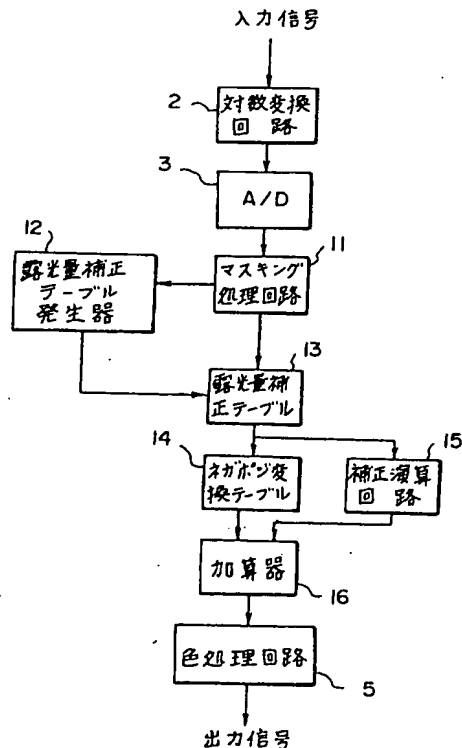 入力信号
2
対数変換
回路
3
A/D
12
11
露光量補正
テーブル
発生器
マスキング
処理回路
13
露光量補
正テーブル
14
15
ネガポジ変
換テーブル
補正演算
回路
加算器
16
色処理回路
5
出力信号